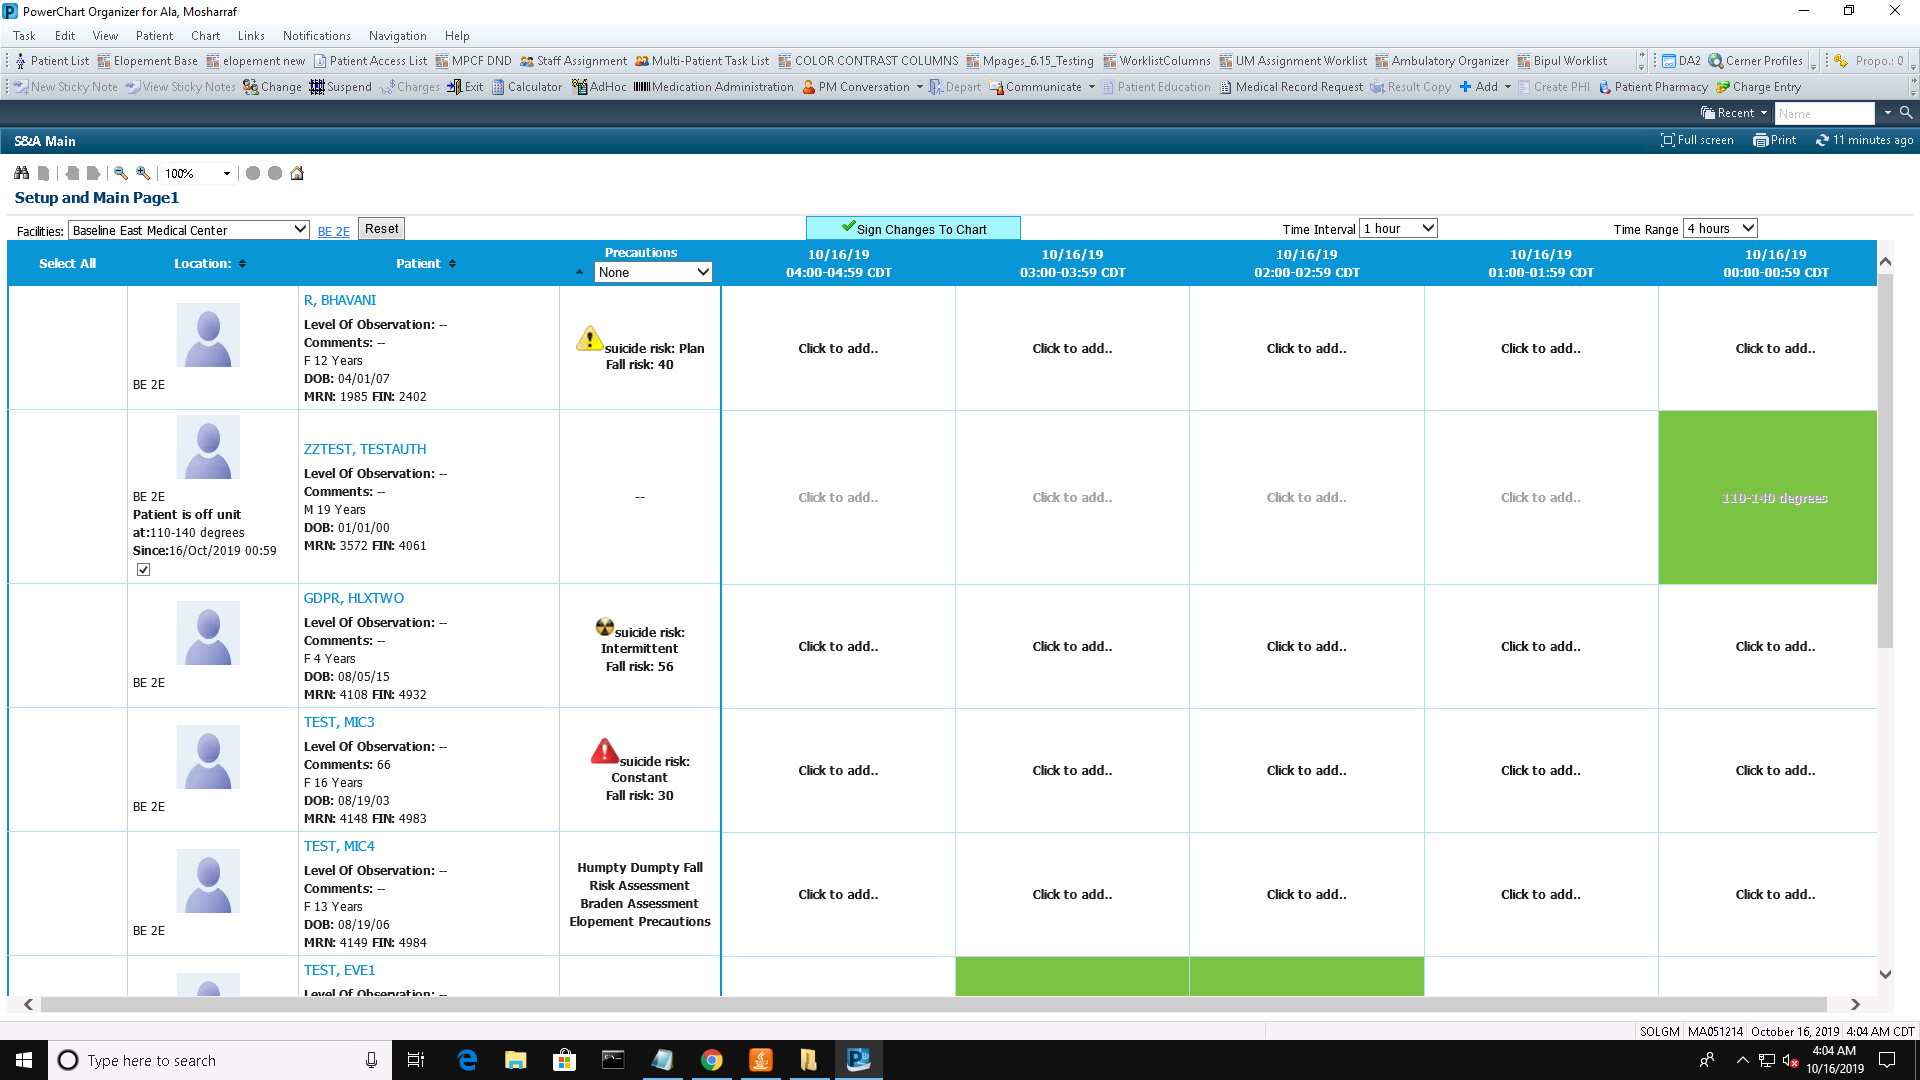 PowerChart Organizer for Ala, Mosharraf
Task Edit View Patient Chart Links Notifications Navigation Help
Patient List Elopement Base elopement new Patient Access List MPCF DND Staff Assignment Multi-Patient Task List COLOR CONTRAST COLUMNS Mpages_6.15_Testing WorklistColumns UM Assignment Worklist Ambulatory Organizer Bipul Worklist DA2 Cerner Profiles Propo.: 0
New Sticky Note View Sticky Notes Change Suspend Charges Exit Calculator AdHoc Medication Administration PM Conversation Depart Communicate Patient Education Medical Record Request Result Copy Add Create PHI Patient Pharmacy Charge Entry
Recent Name
S&A Main Full screen Print 11 minutes ago
100%
Setup and Main Page1
Facilities: Baseline East Medical Center BE 2E Reset Sign Changes To Chart Time Interval 1 hour Time Range 4 hours
Select All Location: Patient Precautions None
10/16/19 04:00-04:59 CDT
10/16/19 03:00-03:59 CDT
10/16/19 02:00-02:59 CDT
10/16/19 01:00-01:59 CDT
10/16/19 00:00-00:59 CDT
BE 2E
R, BHAVANI
Level Of Observation: --
Comments: --
F 12 Years
DOB: 04/01/07
MRN: 1985 FIN: 2402
suicide risk: Plan
Fall risk: 40
Click to add.. Click to add.. Click to add.. Click to add.. Click to add..
BE 2E
Patient is off unit
at:110-140 degrees
Since:16/Oct/2019 00:59
ZZTEST, TESTAUTH
Level Of Observation: --
Comments: --
M 19 Years
DOB: 01/01/00
MRN: 3572 FIN: 4061
--
Click to add.. Click to add.. Click to add.. Click to add.. 110-140 degrees
BE 2E
GDPR, HLXTWO
Level Of Observation: --
Comments: --
F 4 Years
DOB: 08/05/15
MRN: 4108 FIN: 4932
suicide risk:
Intermittent
Fall risk: 56
Click to add.. Click to add.. Click to add.. Click to add.. Click to add..
BE 2E
TEST, MIC3
Level Of Observation: --
Comments: 66
F 16 Years
DOB: 08/19/03
MRN: 4148 FIN: 4983
suicide risk:
Constant
Fall risk: 30
Click to add.. Click to add.. Click to add.. Click to add.. Click to add..
BE 2E
TEST, MIC4
Level Of Observation: --
Comments: --
F 13 Years
DOB: 08/19/06
MRN: 4149 FIN: 4984
Humpty Dumpty Fall
Risk Assessment
Braden Assessment
Elopement Precautions
Click to add.. Click to add.. Click to add.. Click to add.. Click to add..
TEST, EVE1
Level Of Observation: --
SOLGM MA051214 October 16, 2019 4:04 AM CDT
Type here to search
4:04 AM
10/16/2019